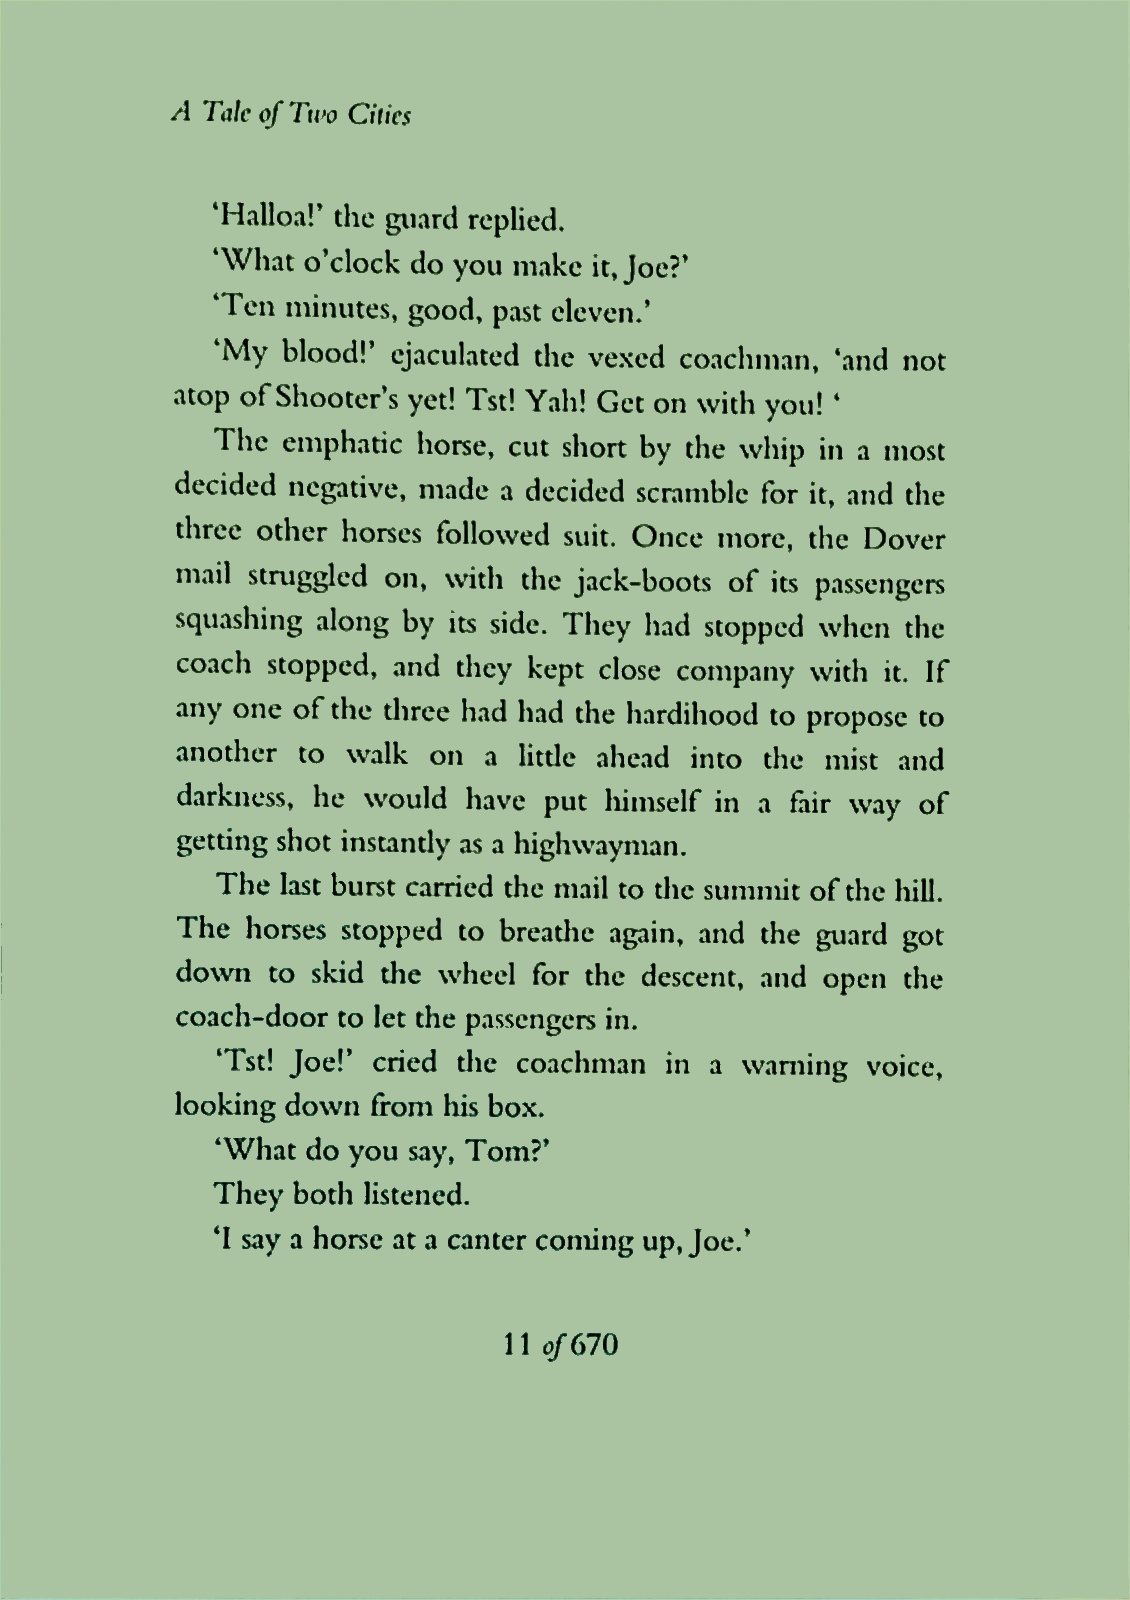 A Tale of Two Cities
‘Halloa!’ the guard replied.
‘What o’clock do you make it, Joe?’
‘Ten minutes, good, past eleven.’
‘My blood!’ ejaculated the vexed coachman, ‘and not
atop of Shooter’s yet! Tst! Yah! Get on with you! ‘
The emphatic horse, cut short by the whip in a most
decided negative, made a decided scramble for it, and the
three other horses followed suit. Once more, the Dover
mail struggled on, with the jack-boots of its passengers
squashing along by its side. They had stopped when the
coach stopped, and they kept close company with it. If
any one of the three had had the hardihood to propose to
another to walk on a little ahead into the mist and
darkness, he would have put himself in a fair way of
getting shot instantly as a highwayman.
The last burst carried the mail to the summit of the hill.
The horses stopped to breathe again, and the guard got
down to skid the wheel for the descent, and open the
coach-door to let the passengers in.
‘Tst! Joe!’ cried the coachman in a warning voice,
looking down from his box.
‘What do you say, Tom?’
They both listened.
‘I say a horse at a canter coming up, Joe.’
11 of 670